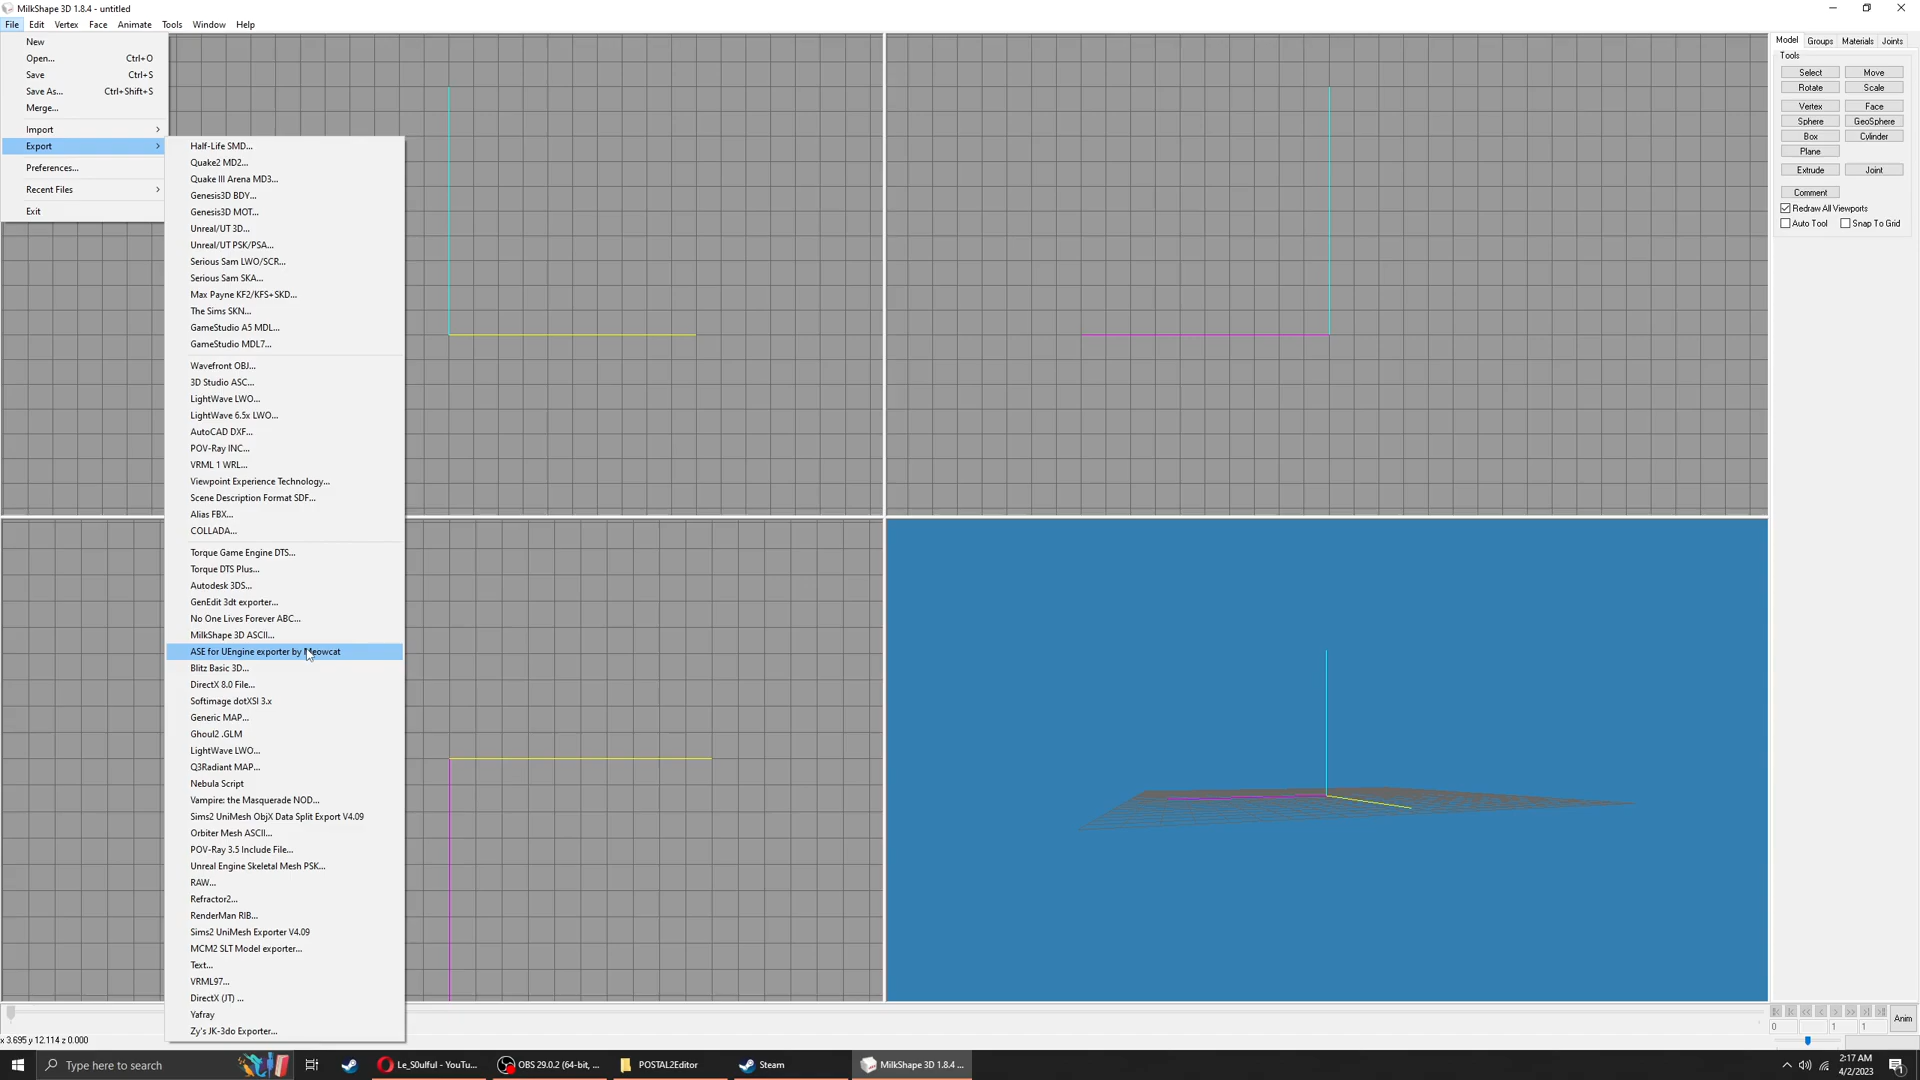 MilkShape 3D 1.8.4 - untitled
File Edit Vertex Face Animate Tools Window Help
New
Open... Ctrl+O
Save Ctrl+S
Save As... Ctrl+Shift+S
Merge...
Import
Export
Preferences...
Recent Files
Exit
Half-Life SMD...
Quake2 MD2...
Quake III Arena MD3...
Genesis3D BDY...
Genesis3D MOT...
Unreal/UT 3D...
Unreal/UT PSK/PSA...
Serious Sam LWO/SCR...
Serious Sam SKA...
Max Payne KF2/KFS+SKD...
The Sims SKN...
GameStudio A5 MDL...
GameStudio MDL7...
Wavefront OBJ...
3D Studio ASC...
LightWave LWO...
LightWave 6.5x LWO...
AutoCAD DXF...
POV-Ray INC...
VRML 1 WRL...
Viewpoint Experience Technology...
Scene Description Format SDF...
Alias FBX...
COLLADA...
Torque Game Engine DTS...
Torque DTS Plus...
Autodesk 3DS...
GenEdit 3dt exporter...
No One Lives Forever ABC...
MilkShape 3D ASCII...
ASE for UEngine exporter by Meowcat
Blitz Basic 3D...
DirectX 8.0 File...
Softimage dotXSI 3.x
Generic MAP...
Ghoul2 .GLM
LightWave LWO...
Q3Radiant MAP...
Nebula Script
Vampire: the Masquerade NOD...
Sims2 UniMesh ObjX Data Split Export V4.09
Orbiter Mesh ASCII...
POV-Ray 3.5 Include File...
Unreal Engine Skeletal Mesh PSK...
RAW...
Refractor2...
RenderMan RIB...
Sims2 UniMesh Exporter V4.09
MCM2 SLT Model exporter...
Text...
VRML97...
DirectX (JT) ...
Yafray
Zy's JK-3do Exporter...
Model Groups Materials Joints
Tools
Select Move
Rotate Scale
Vertex Face
Sphere GeoSphere
Box Cylinder
Plane
Extrude Joint
Comment
Redraw All Viewports
Auto Tool Snap To Grid
Anim
0 1 1
x 3.695 y 12.114 z 0.000
Type here to search
Le_S0ulful - YouTu...
OBS 29.0.2 (64-bit, ...
POSTAL2Editor
Steam
MilkShape 3D 1.8.4 ...
2:17 AM
4/2/2023
1